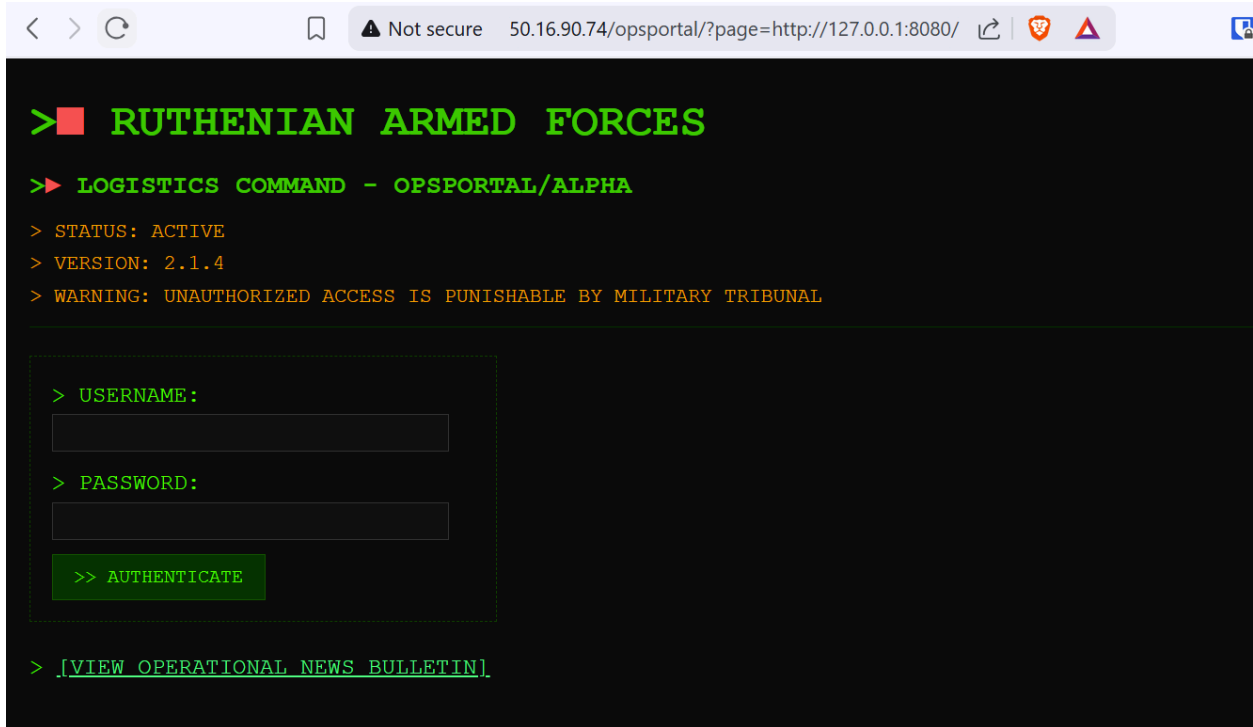 Not secure 50.16.90.74/opsportal/?page=http://127.0.0.1:8080/
>■ RUTHENIAN ARMED FORCES
>► LOGISTICS COMMAND - OPSPORTAL/ALPHA
> STATUS: ACTIVE
> VERSION: 2.1.4
> WARNING: UNAUTHORIZED ACCESS IS PUNISHABLE BY MILITARY TRIBUNAL
> USERNAME:
> PASSWORD:
>> AUTHENTICATE
> [VIEW OPERATIONAL NEWS BULLETIN]